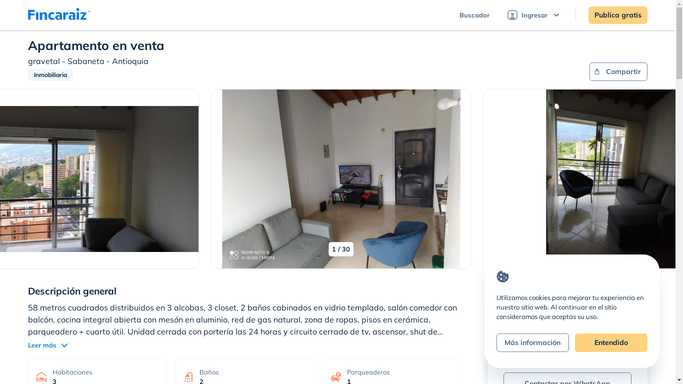 Fincaraiz
Buscador
Ingresar
Publica gratis
Apartamento en venta
gravetal - Sabaneta - Antioquia
Inmobiliaria
Compartir
1 / 30
Descripción general
58 metros cuadrados distribuidos en 3 alcobas, 3 closet, 2 baños cabinados en vidrio templado, salón comedor con
balcón, cocina integral abierta con mesón en aluminio, red de gas natural, zona de ropas, pisos en cerámica,
parqueadero + cuarto útil. Unidad cerrada con portería las 24 horas y circuito cerrado de tv, ascensor, shut de...
Leer más
Habitaciones
3
Baños
2
Parqueaderos
1
Utilizamos cookies para mejorar tu experiencia en
nuestro sitio web. Al continuar en el sitio
consideramos que aceptas su uso.
Más información
Entendido
Contactar por WhatsApp